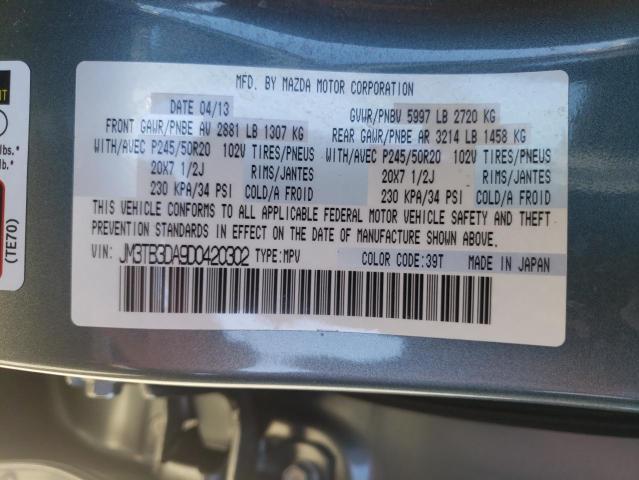 MFD. BY MAZDA MOTOR CORPORATION
DATE 04/13 GVWR/PNBV 5997 LB 2720 KG
FRONT GAWR/PNBE AV 2881 LB 1307 KG REAR GAWR/PNBE AR 3214 LB 1458 KG
WITH/AVEC P245/50R20 102V TIRES/PNEUS WITH/AVEC P245/50R20 102V TIRES/PNEUS
20X7 1/2J RIMS/JANTES 20X7 1/2J RIMS/JANTES
230 KPA/34 PSI COLD/A FROID 230 KPA/34 PSI COLD/A FROID
THIS VEHICLE CONFORMS TO ALL APPLICABLE FEDERAL MOTOR VEHICLE SAFETY AND THEFT
PREVENTION STANDARDS IN EFFECT ON THE DATE OF MANUFACTURE SHOWN ABOVE.
VIN: JM3TB3DA9D0420302 TYPE:MPV COLOR CODE:39T MADE IN JAPAN
lbs.*
lb.*
(TE70)